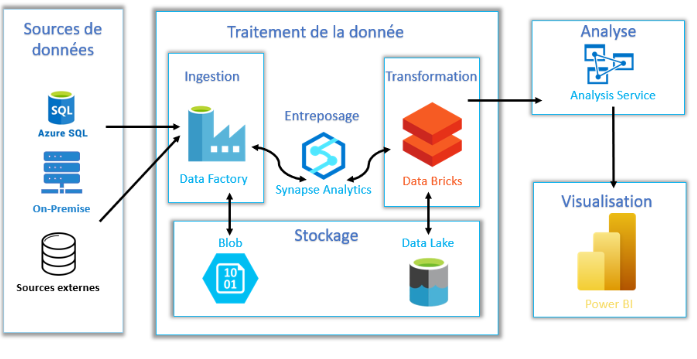 Sources de
données
Azure SQL
SQL
On-Premise
Sources externes
Traitement de la donnée
Ingestion
Data Factory
Entreposage
Synapse Analytics
Transformation
Data Bricks
Stockage
Blob
10
01
Data Lake
Analyse
Analysis Service
Visualisation
Power BI